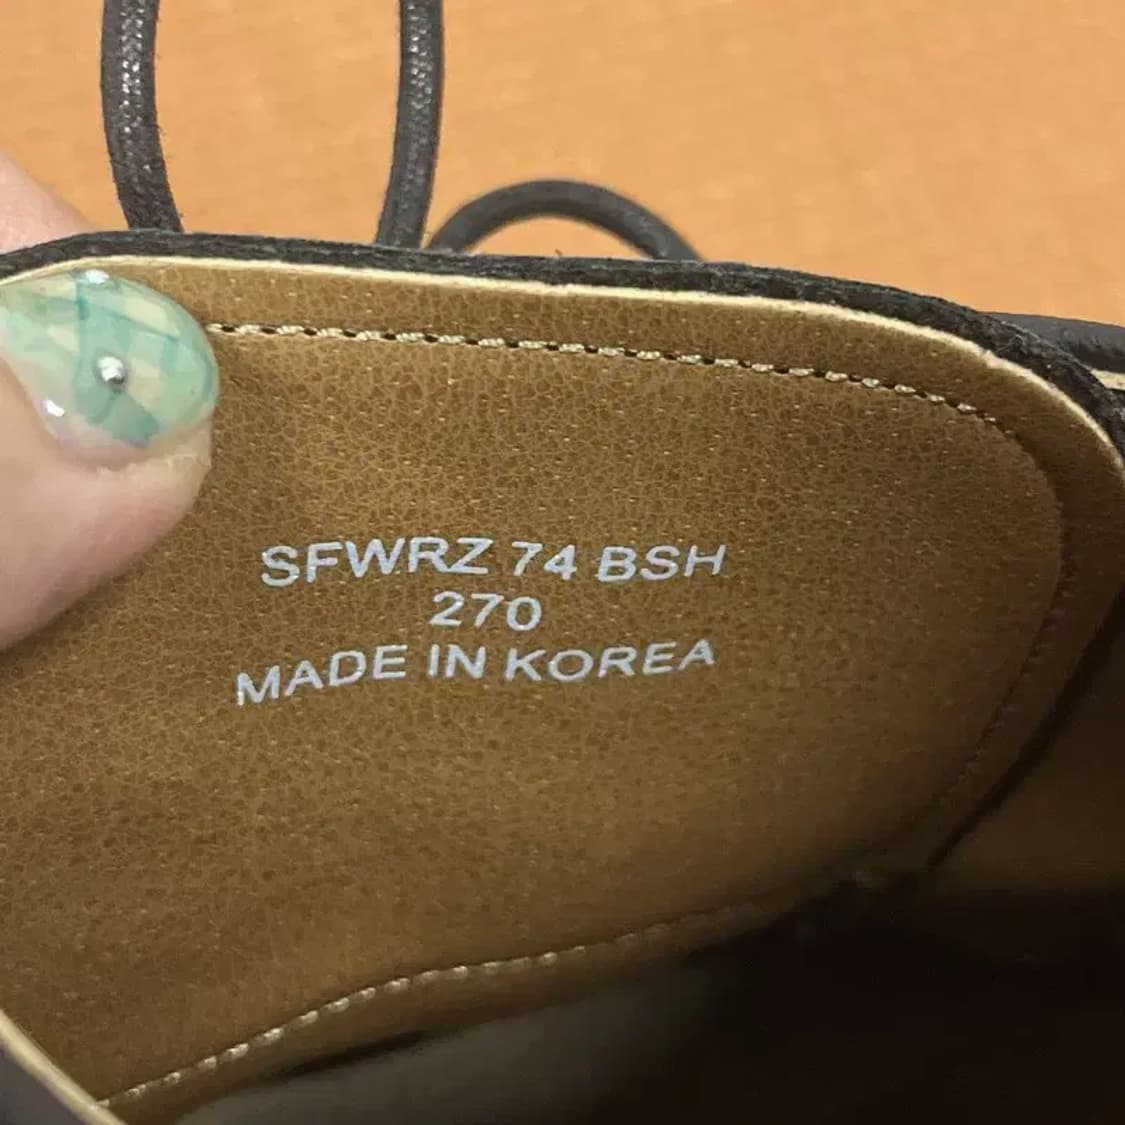 SFWRZ 74 BSH
270
MADE IN KOREA